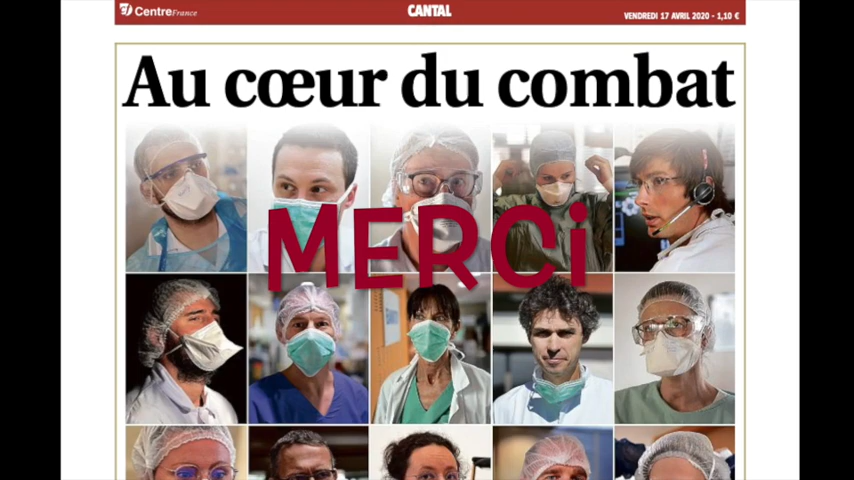 CentreFrance
CANTAL
VENDREDI 17 AVRIL 2020 - 1,10 €
Au cœur du combat
MERCi